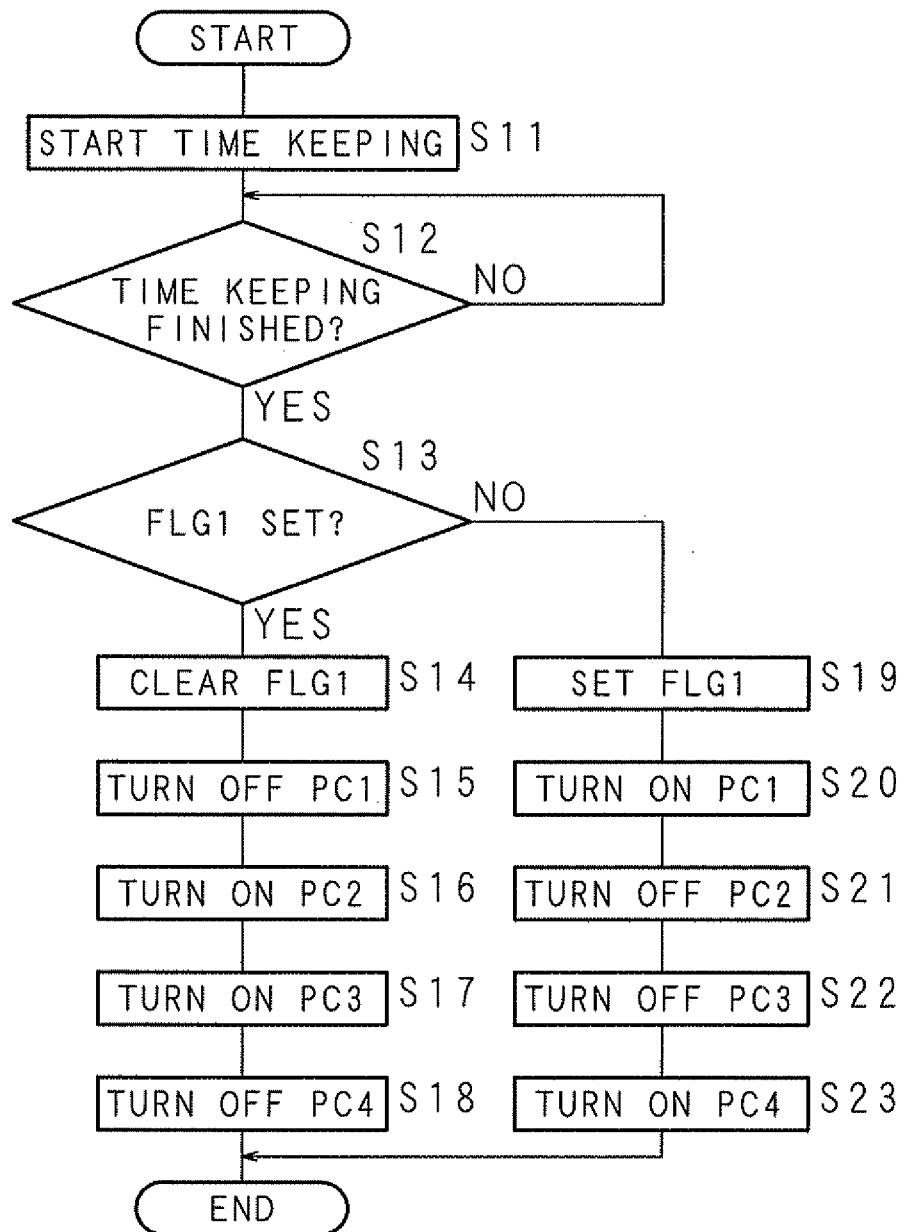 START
START TIME KEEPING
S11
S12
TIME KEEPING
FINISHED?
NO
YES
S13
FLG1 SET?
NO
YES
CLEAR FLG1
S14
SET FLG1
S19
TURN OFF PC1
S15
TURN ON PC1
S20
TURN ON PC2
S16
TURN OFF PC2
S21
TURN ON PC3
S17
TURN OFF PC3
S22
TURN OFF PC4
S18
TURN ON PC4
S23
END